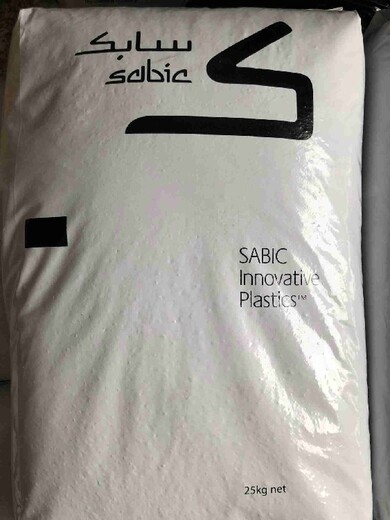 سابك
sabic
SABIC
Innovative
Plastics™
25kg net